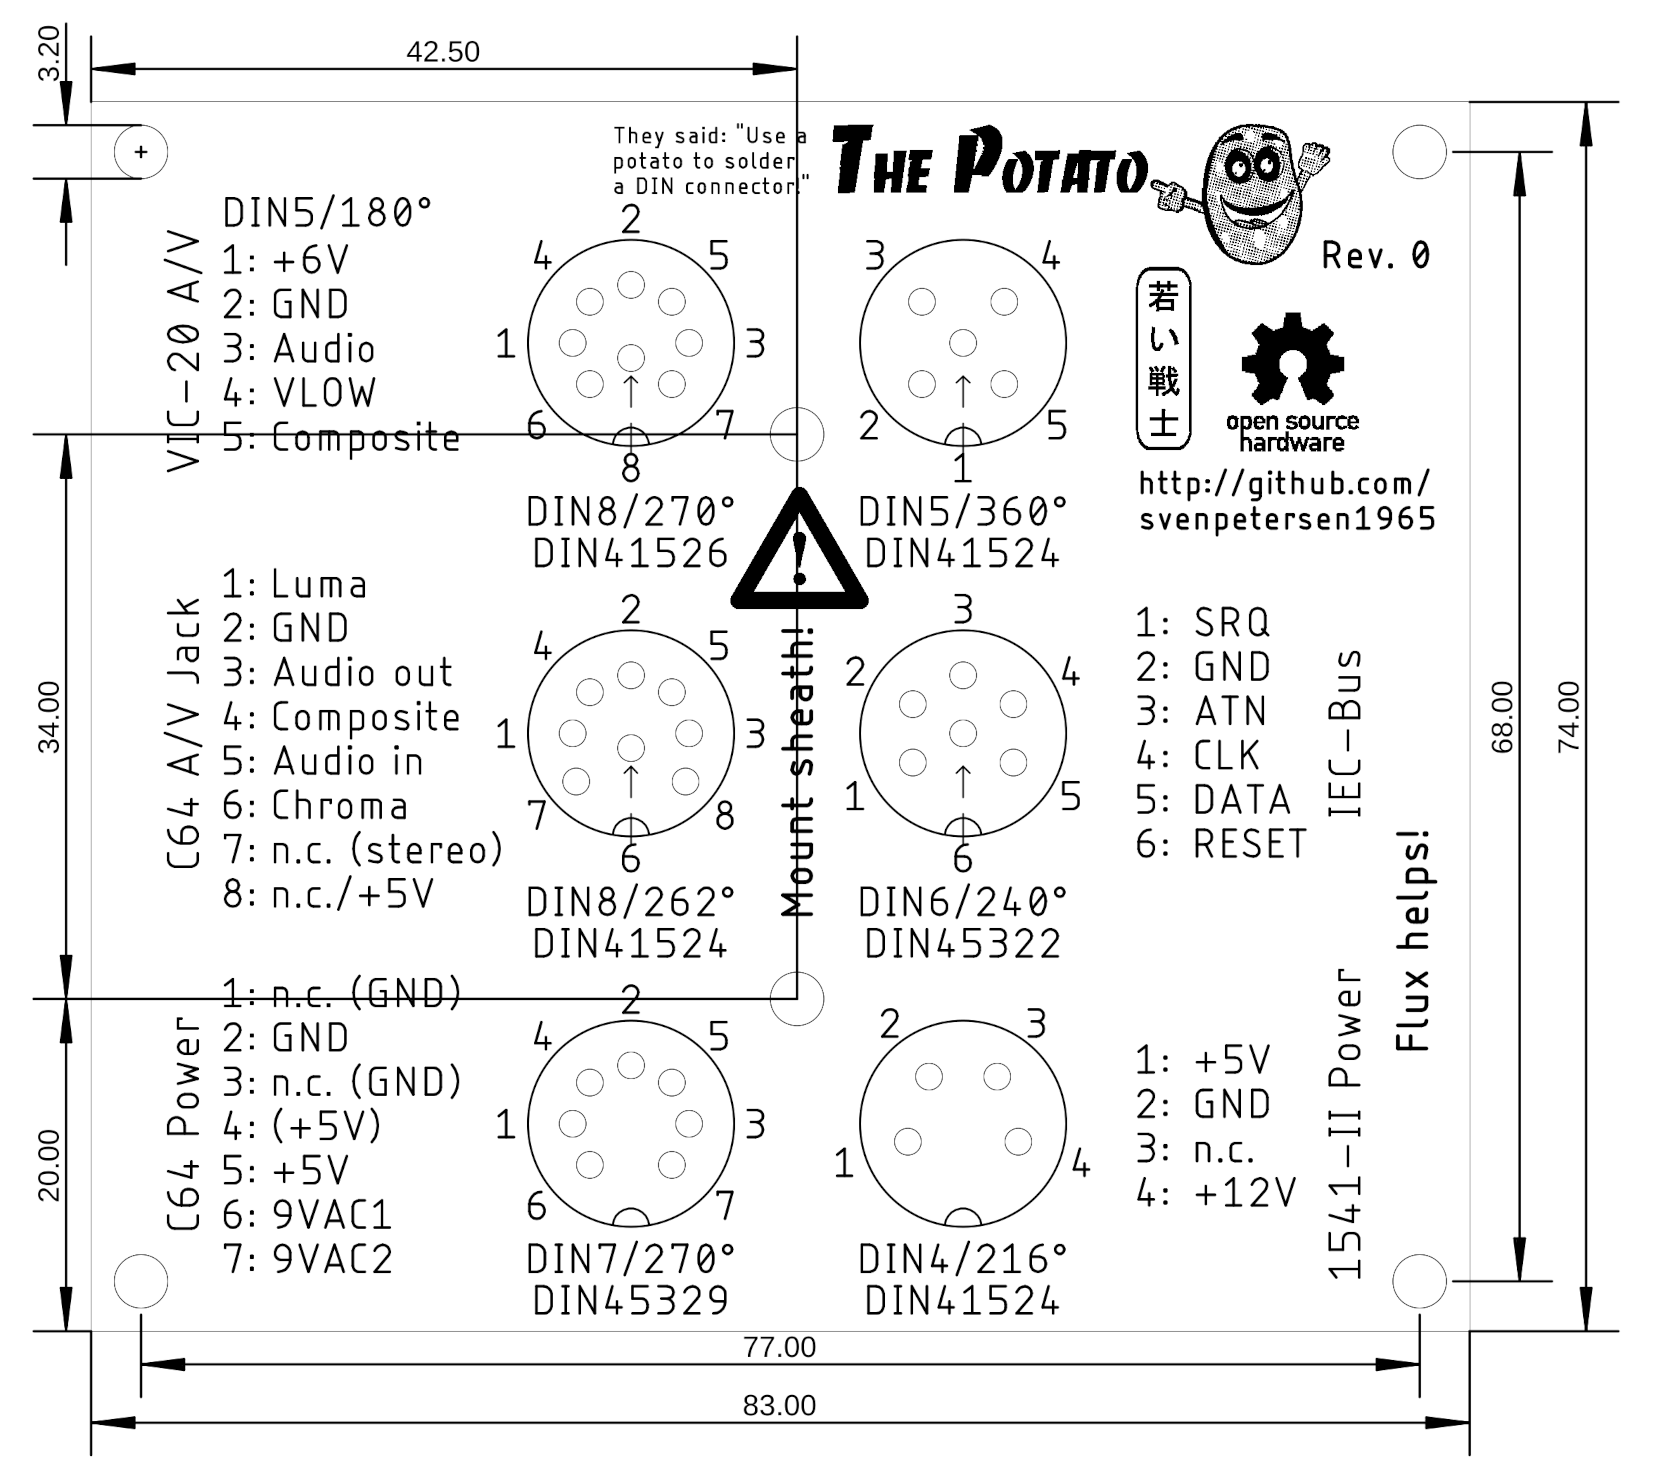 3.20
42.50
They said: "Use a
potato to solder
a DIN connector."
THE POTATO
Rev. 0
VIC-20 A/V
DIN5/180°
1: +6V
2: GND
3: Audio
4: VLOW
5: Composite
2
4 5
1 3
6 7
8
DIN8/270°
DIN41526
3 4
2 5
1
DIN5/360°
DIN41524
若
い
戦
士
open source
hardware
http://github.com/
svenpetersen1965
34.00
C64 A/V Jack
1: Luma
2: GND
3: Audio out
4: Composite
5: Audio in
6: Chroma
7: n.c. (stereo)
8: n.c./+5V
2
4 5
1 3
7 8
6
DIN8/262°
DIN41524
!
Mount sheath!
3
2 4
1 5
6
DIN6/240°
DIN45322
1: SRQ
2: GND
3: ATN
4: CLK
5: DATA
6: RESET
IEC-Bus
Flux helps!
68.00
74.00
20.00
C64 Power
1: n.c. (GND)
2: GND
3: n.c. (GND)
4: (+5V)
5: +5V
6: 9VAC1
7: 9VAC2
2
4 5
1 3
6 7
DIN7/270°
DIN45329
2 3
1 4
DIN4/216°
DIN41524
1: +5V
2: GND
3: n.c.
4: +12V
1541-II Power
77.00
83.00